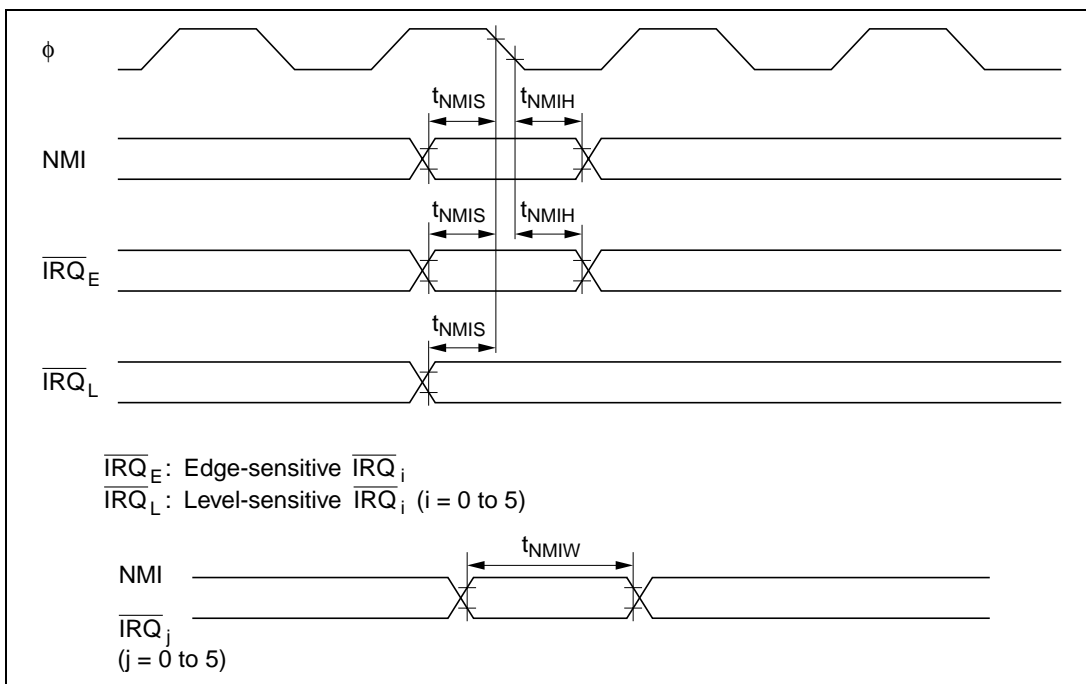 ϕ
tNMIS tNMIH
NMI
tNMIS tNMIH
IRQE
tNMIS
IRQL
IRQE: Edge-sensitive IRQi
IRQL: Level-sensitive IRQi (i = 0 to 5)
tNMIW
NMI
IRQj
(j = 0 to 5)